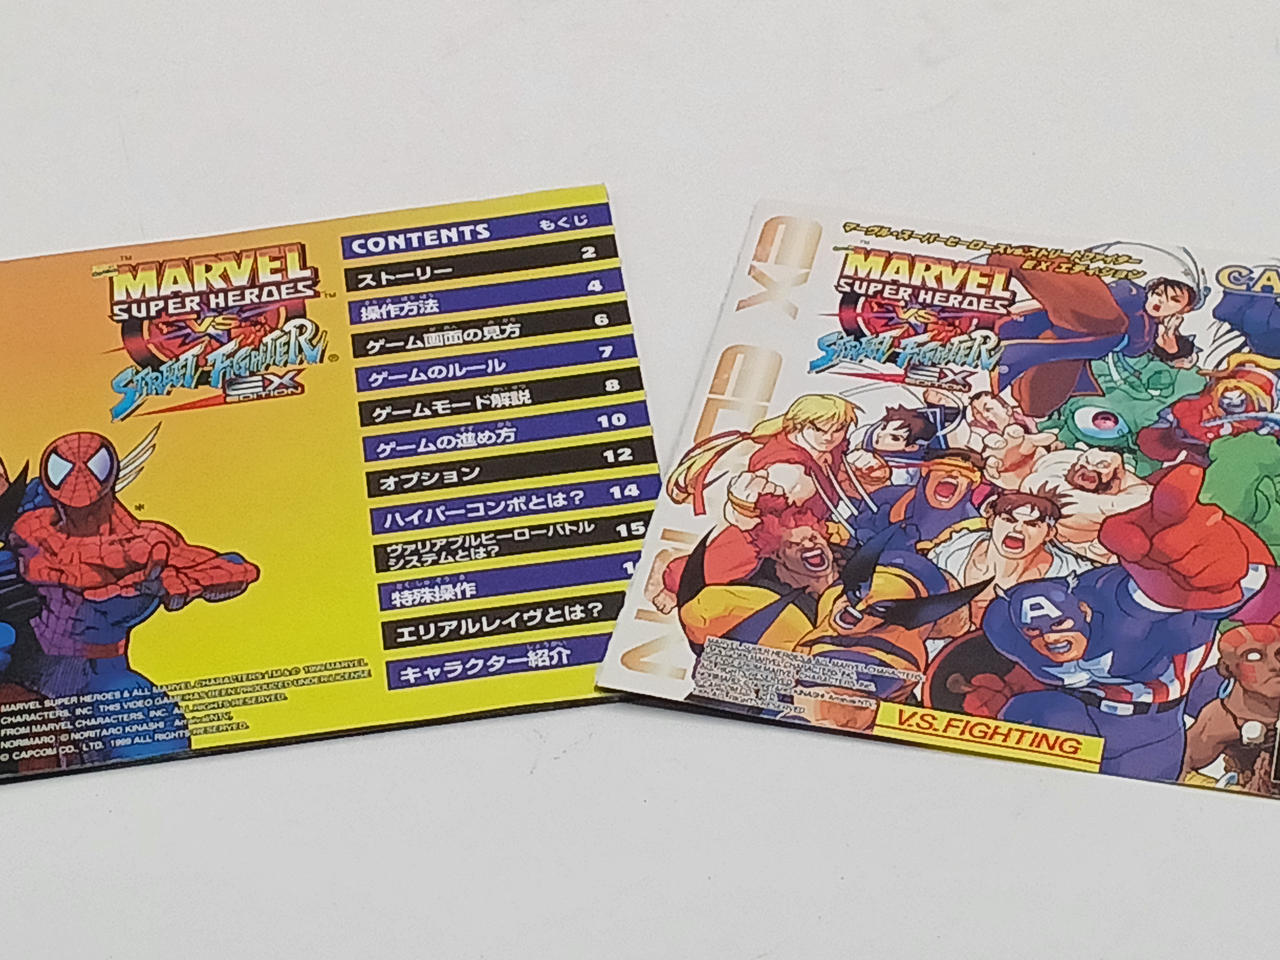 MARVEL
SUPER HEROES
VS
STREET FIGHTER
EX
EDITION
CONTENTS もくじ
ストーリー 2
操作方法 4
ゲーム画面の見方 6
ゲームのルール 7
ゲームモード解説 8
ゲームの進め方 10
オプション 12
ハイパーコンボとは? 14
ヴァリアブルヒーローバトル
システムとは? 15
特殊操作 1
エリアルレイヴとは?
キャラクター紹介
MARVEL SUPER HEROES & ALL MARVEL CHARACTERS TM & © 1999 MARVEL
CHARACTERS, INC. THIS VIDEO GAME HAS BEEN PRODUCED UNDER LICENSE
FROM MARVEL CHARACTERS, INC. ALL RIGHTS RESERVED.
NORIMARO © NORITARO KINASHI
© CAPCOM CO., LTD. 1999 ALL RIGHTS RESERVED.
マーヴル・スーパーヒーローズVS.ストリートファイター
EXエディション
MARVEL
SUPER HEROES
VS
STREET FIGHTER
EX
EDITION
V.S.FIGHTING